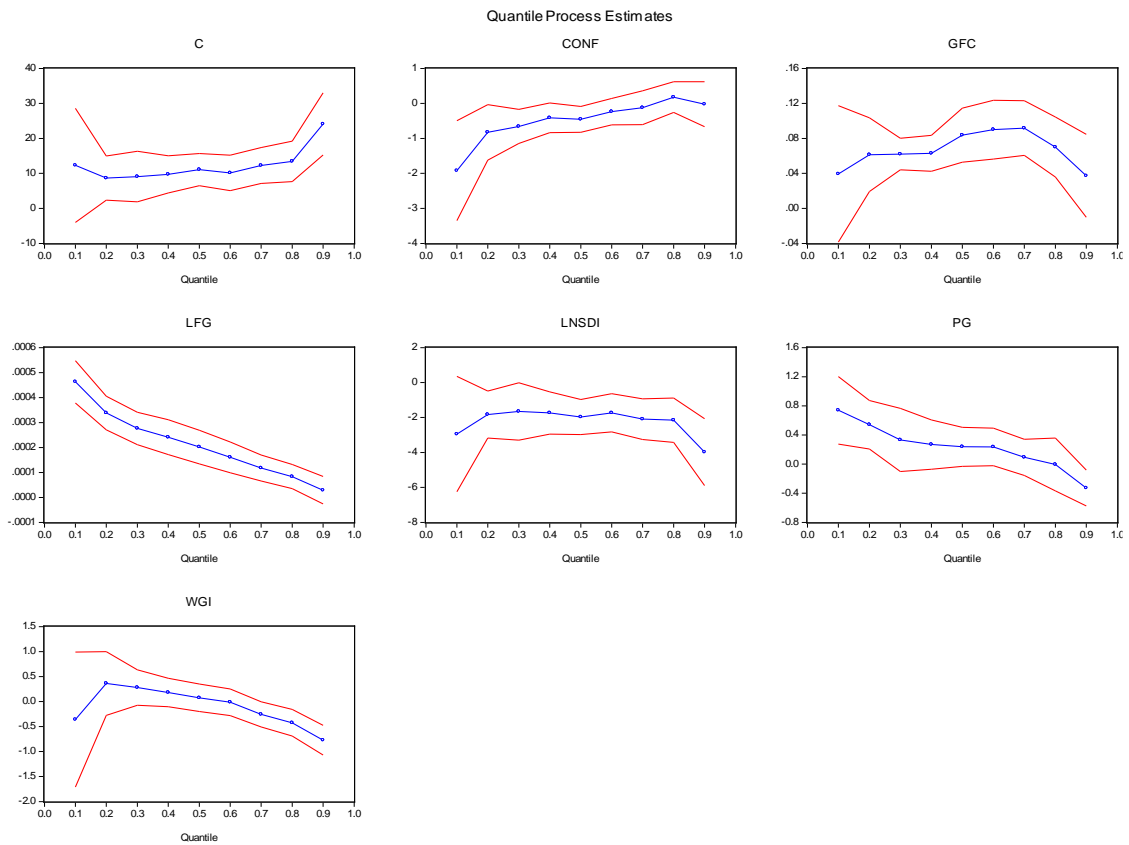 Quantile Process Estimates
C
CONF
GFC
40
30
20
10
0
-10
0.0 0.1 0.2 0.3 0.4 0.5 0.6 0.7 0.8 0.9 1.0
Quantile
1
0
-1
-2
-3
-4
0.0 0.1 0.2 0.3 0.4 0.5 0.6 0.7 0.8 0.9 1.0
Quantile
.16
.12
.08
.04
.00
-.04
0.0 0.1 0.2 0.3 0.4 0.5 0.6 0.7 0.8 0.9 1.0
Quantile
LFG
LNSDI
PG
.0006
.0005
.0004
.0003
.0002
.0001
.0000
-.0001
0.0 0.1 0.2 0.3 0.4 0.5 0.6 0.7 0.8 0.9 1.0
Quantile
2
0
-2
-4
-6
-8
0.0 0.1 0.2 0.3 0.4 0.5 0.6 0.7 0.8 0.9 1.0
Quantile
1.6
1.2
0.8
0.4
0.0
-0.4
-0.8
0.0 0.1 0.2 0.3 0.4 0.5 0.6 0.7 0.8 0.9 1.0
Quantile
WGI
1.5
1.0
0.5
0.0
-0.5
-1.0
-1.5
-2.0
0.0 0.1 0.2 0.3 0.4 0.5 0.6 0.7 0.8 0.9 1.0
Quantile